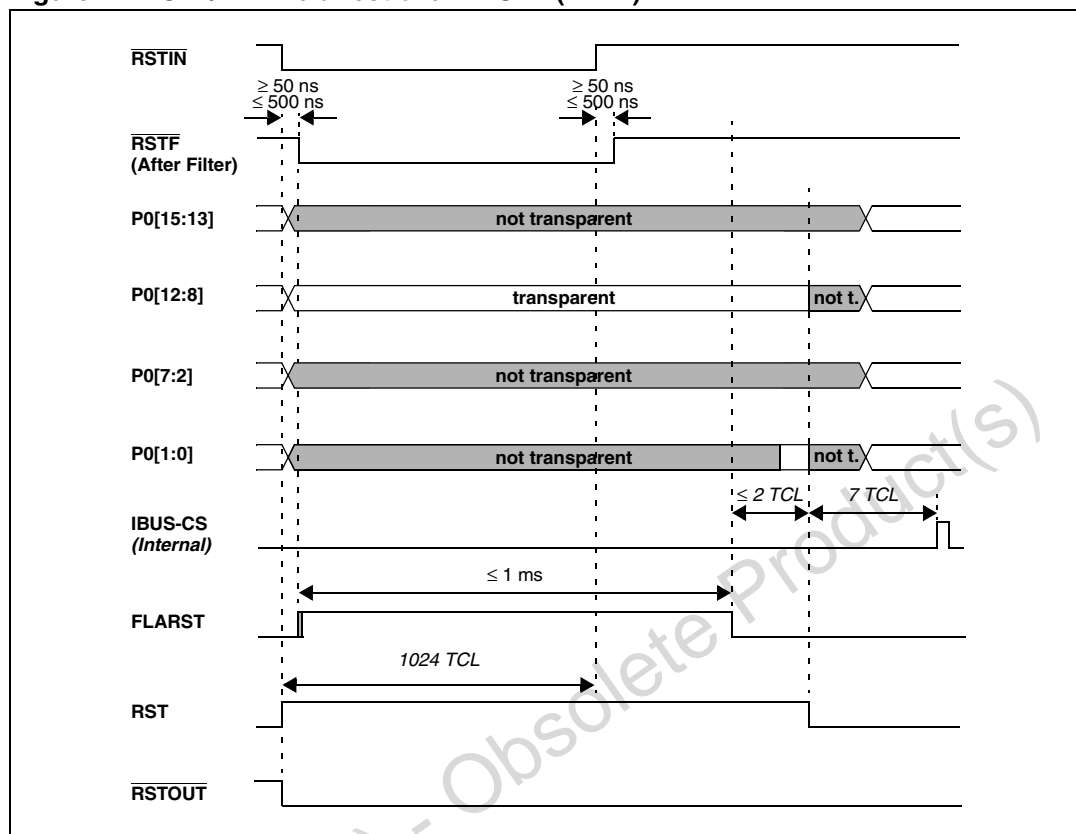 RSTIN
≥ 50 ns
≤ 500 ns
≥ 50 ns
≤ 500 ns
RSTF
(After Filter)
P0[15:13]
not transparent
P0[12:8]
transparent
not t.
P0[7:2]
not transparent
P0[1:0]
not transparent
not t.
≤ 2 TCL
7 TCL
IBUS-CS
(Internal)
≤ 1 ms
FLARST
1024 TCL
RST
RSTOUT
) - Obsolete Product(s)